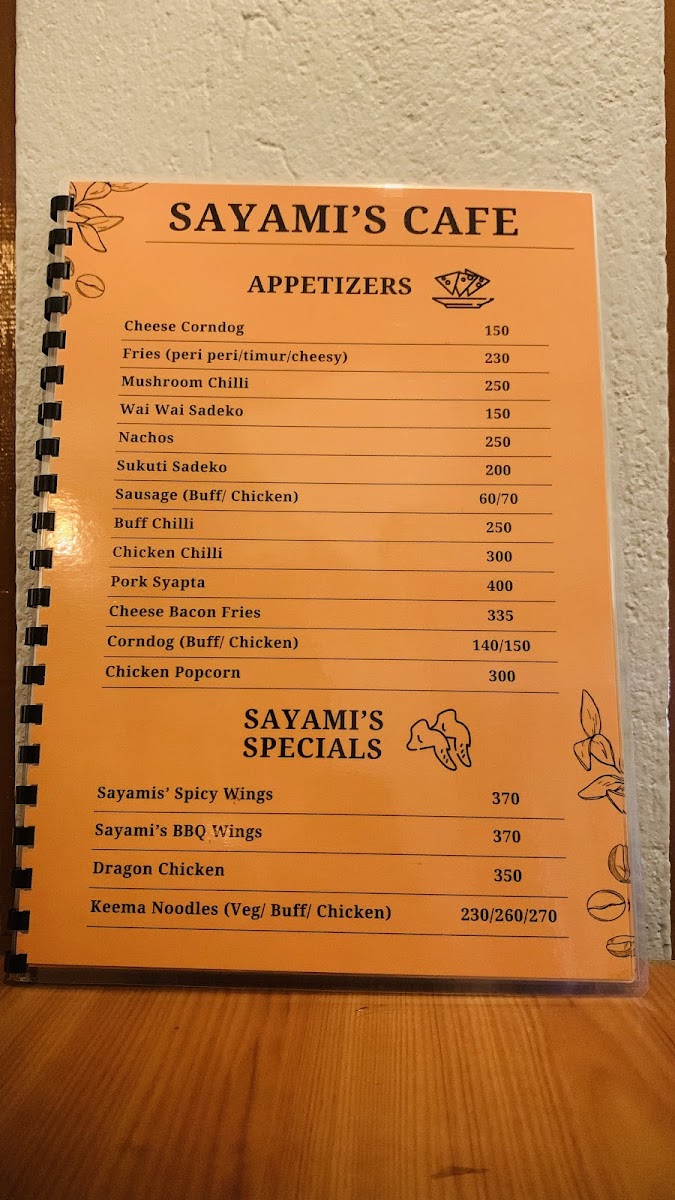 SAYAMI'S CAFE
APPETIZERS
Cheese Corndog 150
Fries (peri peri/timur/cheesy) 230
Mushroom Chilli 250
Wai Wai Sadeko 150
Nachos 250
Sukuti Sadeko 200
Sausage (Buff/ Chicken) 60/70
Buff Chilli 250
Chicken Chilli 300
Pork Syapta 400
Cheese Bacon Fries 335
Corndog (Buff/ Chicken) 140/150
Chicken Popcorn 300
SAYAMI'S
SPECIALS
Sayamis' Spicy Wings 370
Sayami's BBQ Wings 370
Dragon Chicken 350
Keema Noodles (Veg/ Buff/ Chicken) 230/260/270